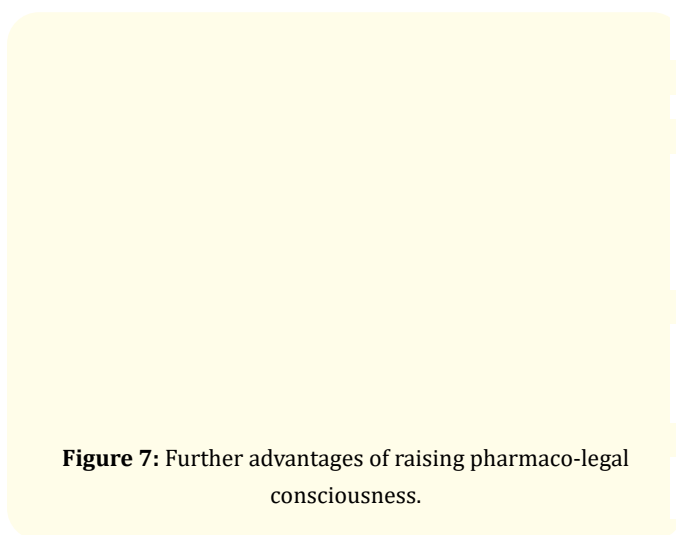 Figure 7: Further advantages of raising pharmaco-legal
consciousness.